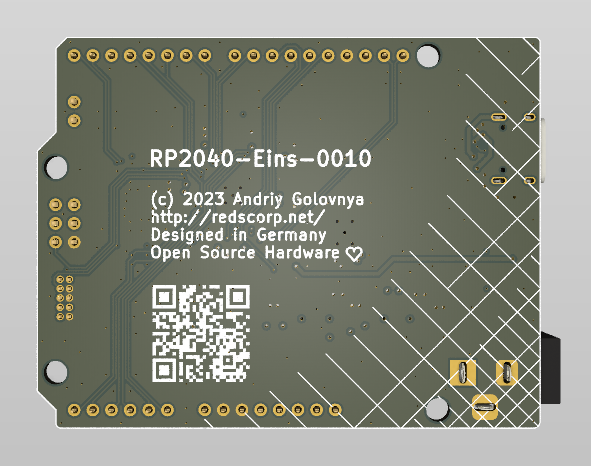 RP2040-Eins-0010
(c) 2023 Andriy Golovnya
http://redscorp.net/
Designed in Germany
Open Source Hardware ♡